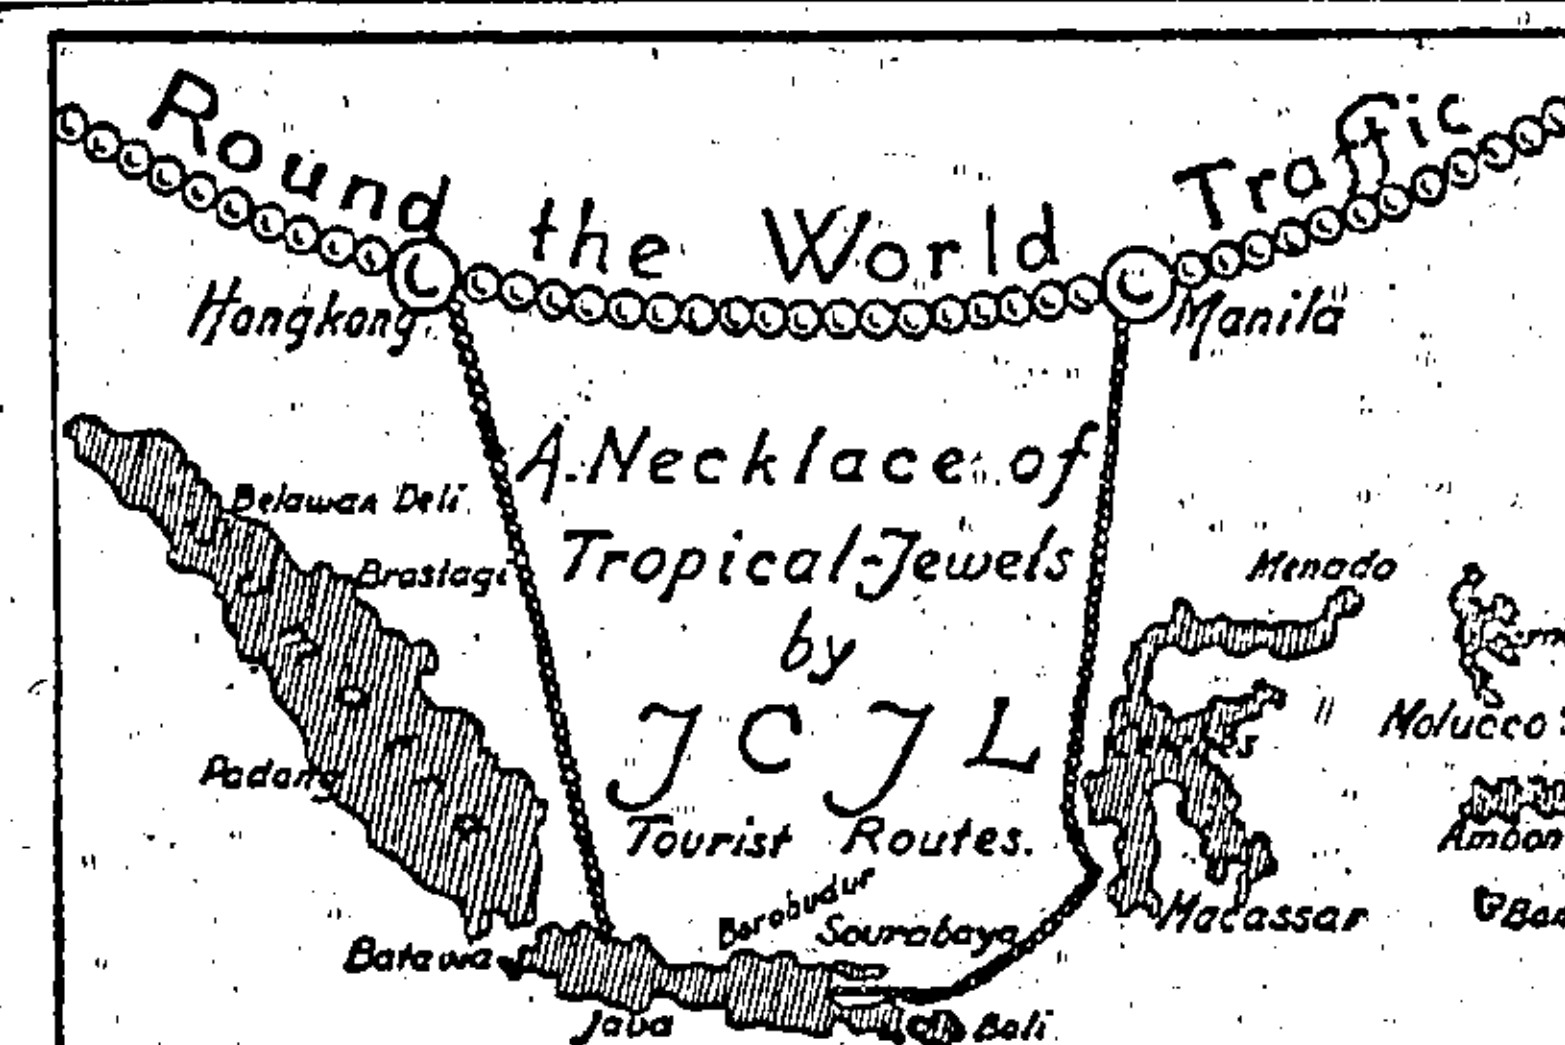 Round the World Traffic
Hongkong.
Manila
A Necklace of
Tropical-Jewels
by
J C J L
Tourist Routes.
Belawan Deli
Brastagi
Padang
Menado
Molucco
Ambon
Macassar
Borobudur
Sourabaya
Batavia
Java
Bali